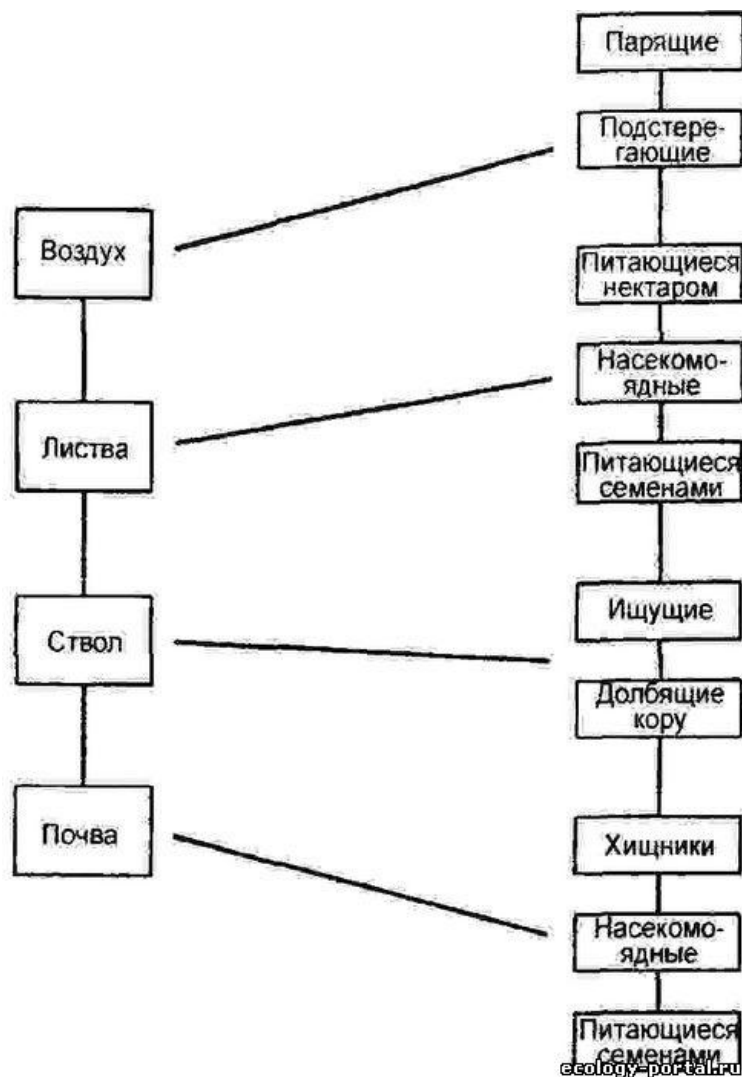 Воздух
Листва
Ствол
Почва
Парящие
Подстере-
гающие
Питающиеся
нектаром
Насекомо-
ядные
Питающиеся
семенами
Ищущие
Долбящие
кору
Хищники
Насекомо-
ядные
Питающиеся
семенами
ecology-portal.ru